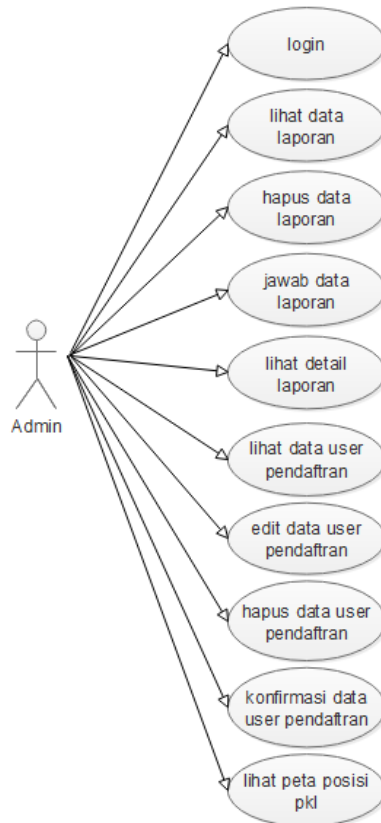 login
lihat data
laporan
hapus data
laporan
jawab data
laporan
lihat detail
laporan
Admin
lihat data user
pendaftran
edit data user
pendaftran
hapus data user
pendaftran
konfirmasi data
user pendaftran
lihat peta posisi
pkl